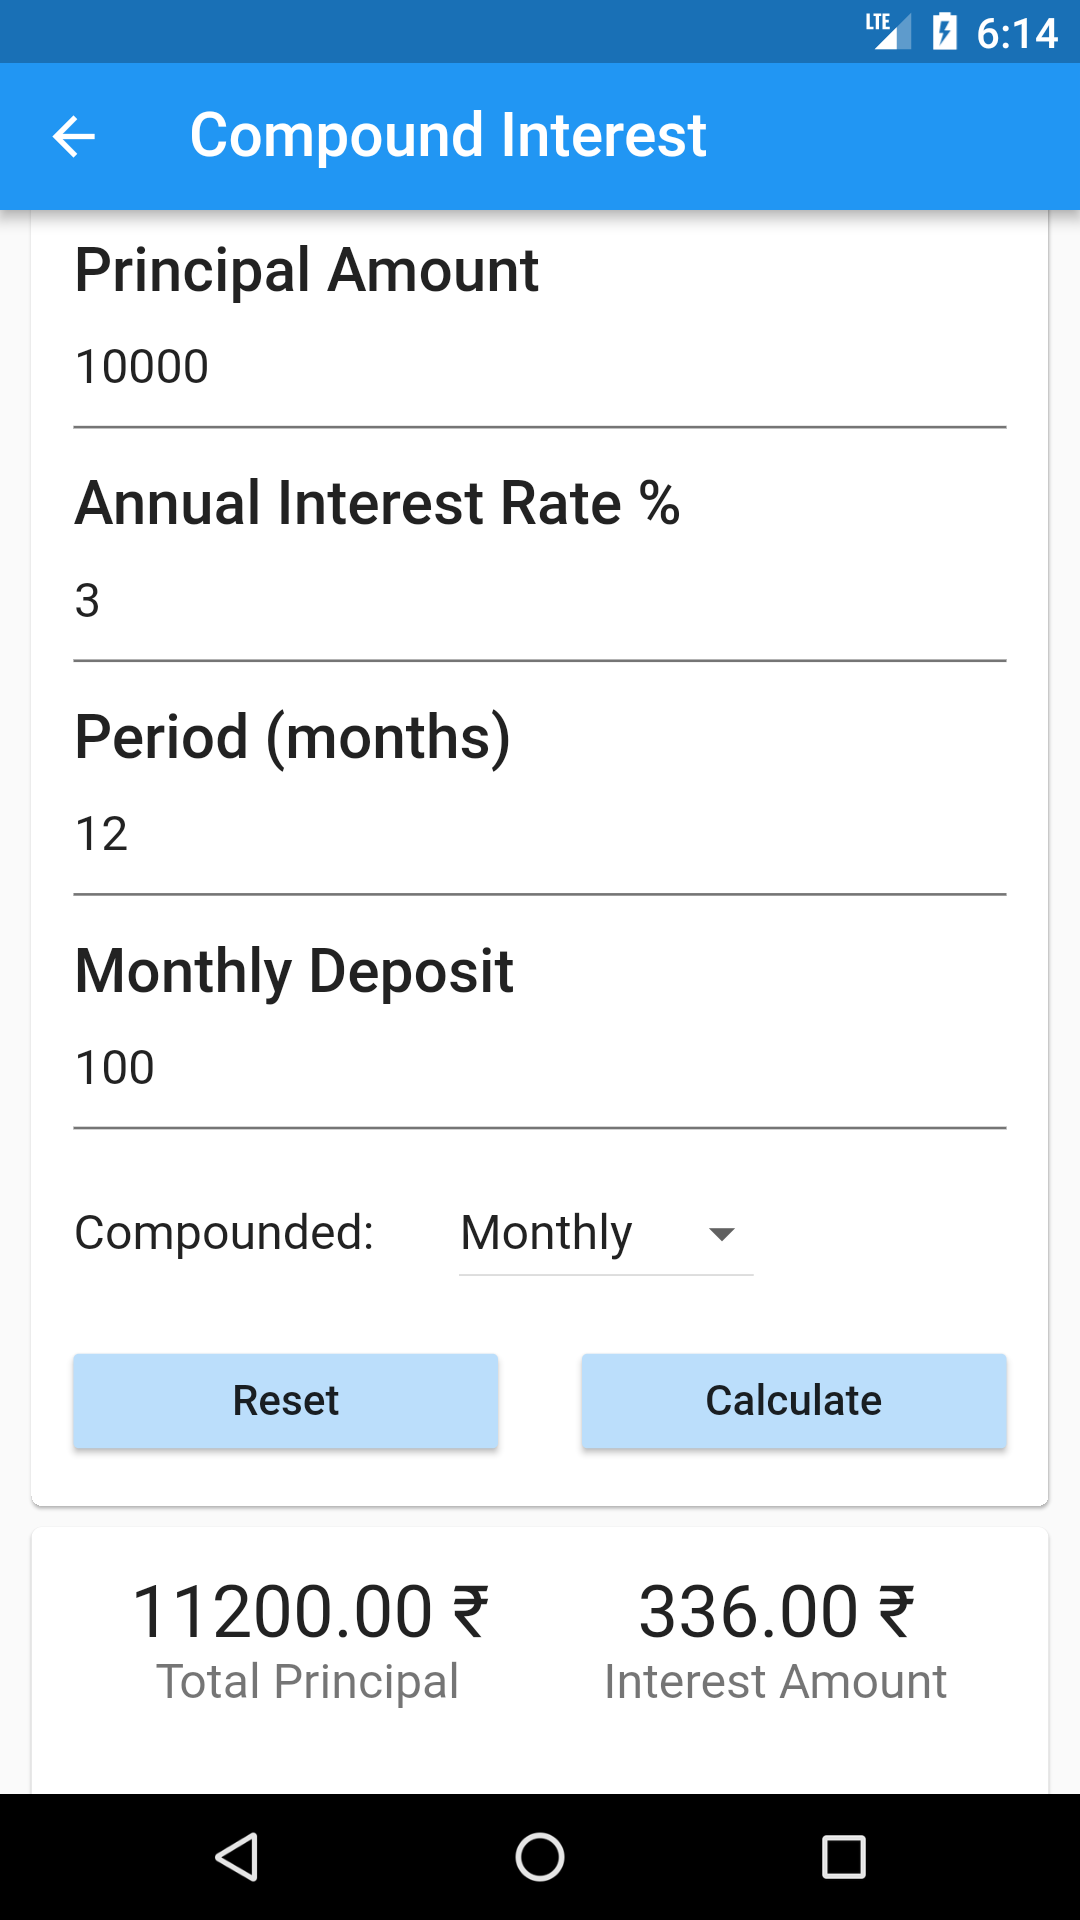 LTE 6:14
Compound Interest
Principal Amount
10000
Annual Interest Rate %
3
Period (months)
12
Monthly Deposit
100
Compounded: Monthly
Reset Calculate
11200.00 ₹ 336.00 ₹
Total Principal Interest Amount